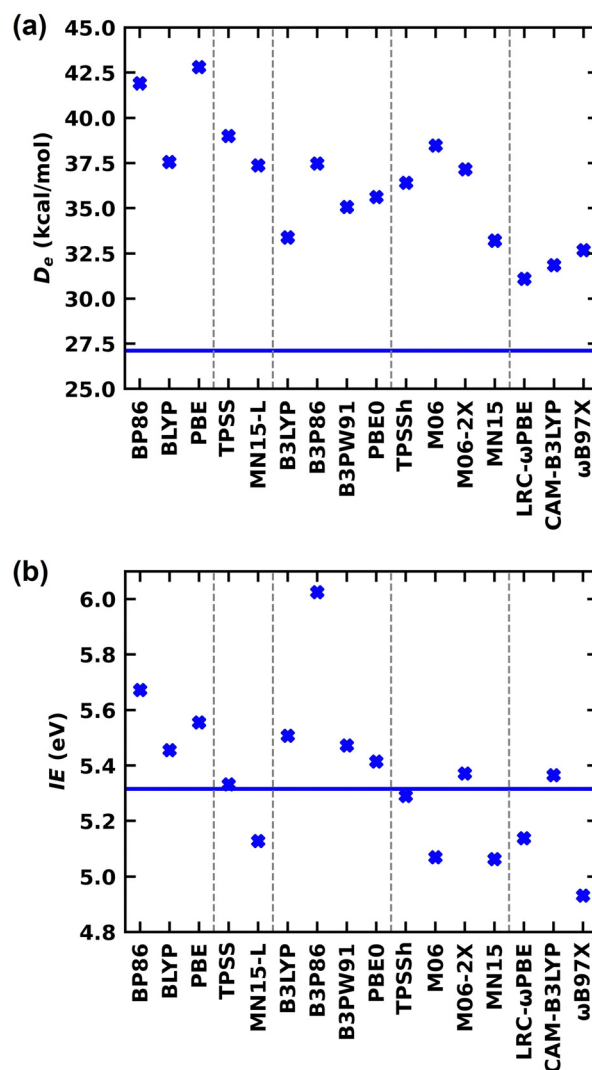 (a)
45.0
42.5
40.0
37.5
35.0
32.5
30.0
27.5
25.0
Dₑ (kcal/mol)
BP86
BLYP
PBE
TPSS
MN15-L
B3LYP
B3P86
B3PW91
PBE0
TPSSh
M06
M06-2X
MN15
LRC-ωPBE
CAM-B3LYP
ωB97X
(b)
6.0
5.8
5.6
5.4
5.2
5.0
4.8
IE (eV)
BP86
BLYP
PBE
TPSS
MN15-L
B3LYP
B3P86
B3PW91
PBE0
TPSSh
M06
M06-2X
MN15
LRC-ωPBE
CAM-B3LYP
ωB97X